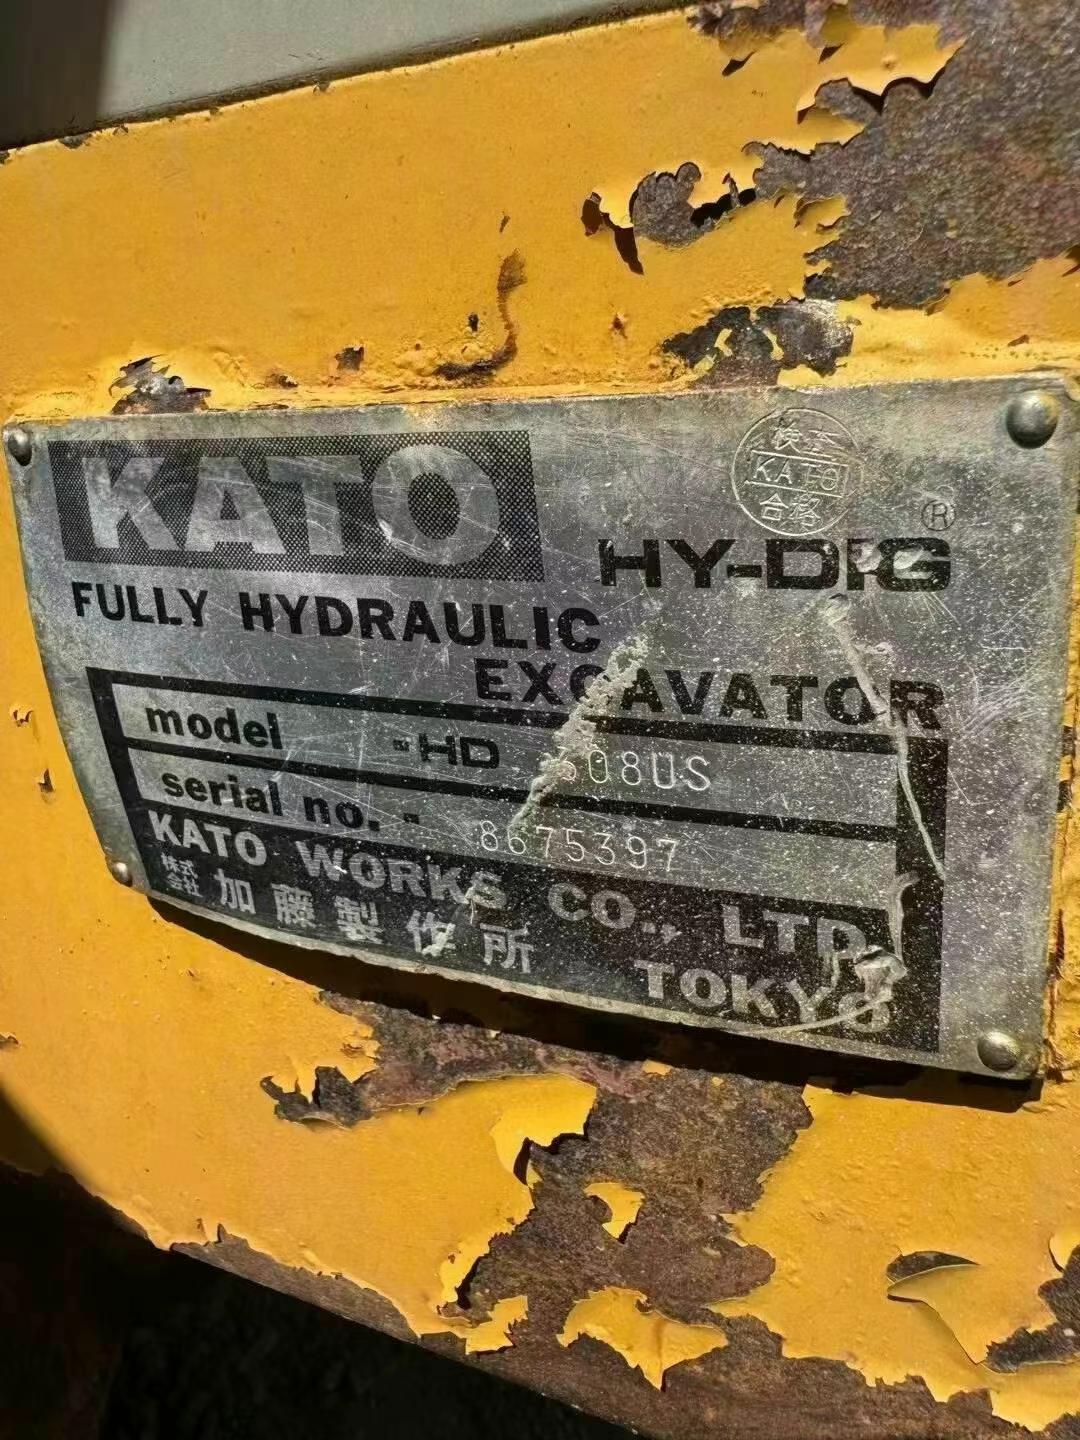 KATO
検査
KATO
合格
®
HY-DIG
FULLY HYDRAULIC
EXCAVATOR
model -HD 08US
serial no. - 8675397
KATO WORKS CO., LTD.
株式会社 加藤製作所 TOKYO